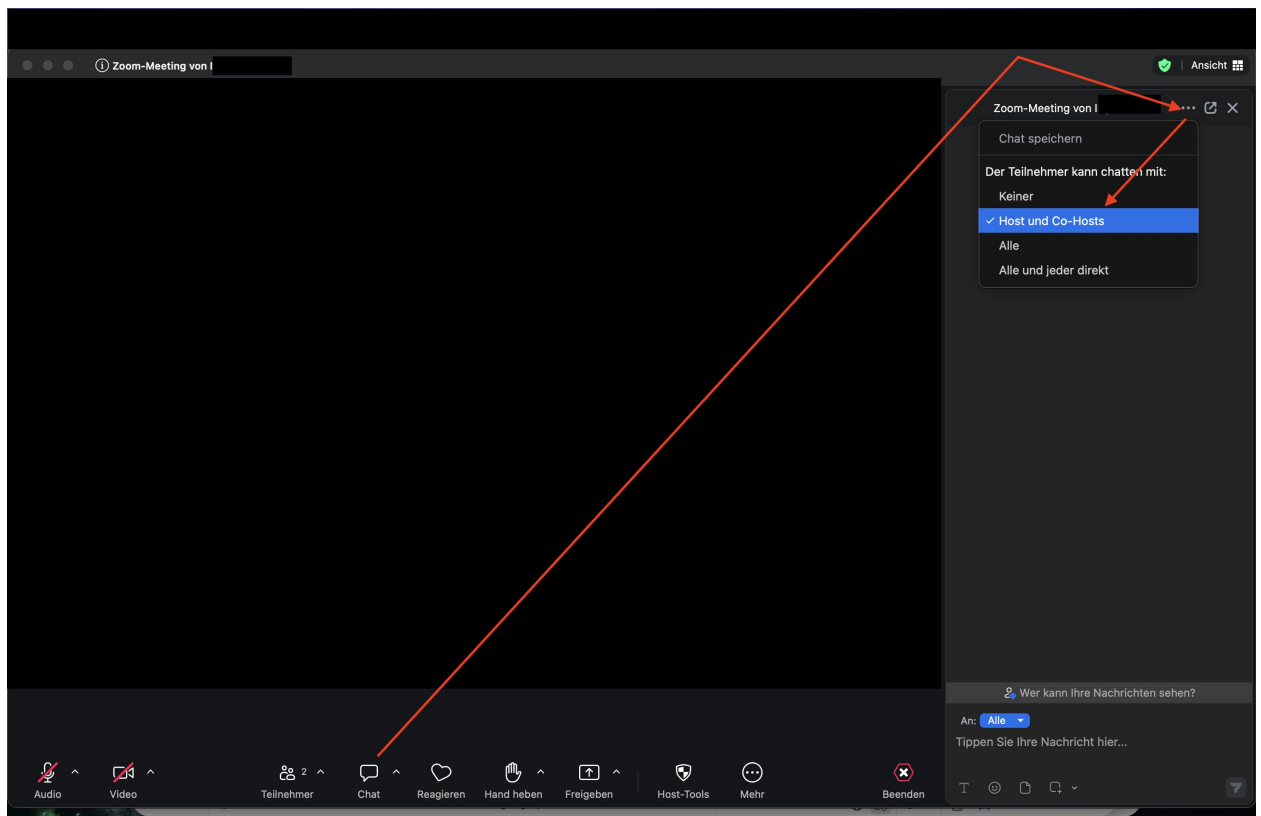 Zoom-Meeting von
Ansicht
Zoom-Meeting von
Chat speichern
Der Teilnehmer kann chatten mit:
Keiner
Host und Co-Hosts
Alle
Alle und jeder direkt
Wer kann Ihre Nachrichten sehen?
An: Alle
Tippen Sie Ihre Nachricht hier...
2
Audio Video Teilnehmer Chat Reagieren Hand heben Freigeben Host-Tools Mehr Beenden